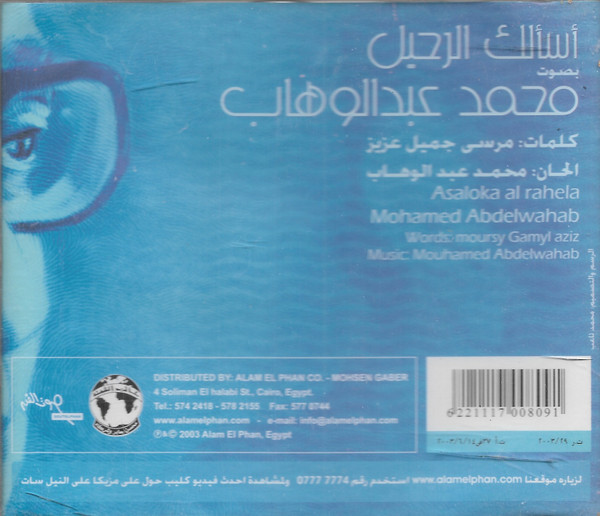 أسألك الرحيل
بصوت
محمد عبدالوهاب
كلمات: مرسى جميل عزيز
الحان: محمد عبد الوهاب
Asaloka al rahela
Mohamed Abdelwahab
Words: moursy Gamyl aziz
Music: Mouhamed Abdelwahab
DISTRIBUTED BY: ALAM EL PHAN CO. - MOHSEN GABER
4 Soliman El halabi St., Cairo, Egypt.
Tel.: 574 2418 - 578 2155 Fax: 577 0744
www.alamelphan.com - e-mail: info@alamelphan.com
℗&© 2003 Alam El Phan, Egypt
6 221117 008091
لزياره موقعنا www.alamelphan.com استخدم رقم 7774 0777 ولمشاهدة احدث فيديو كليب حول على مزيكا على النيل سات